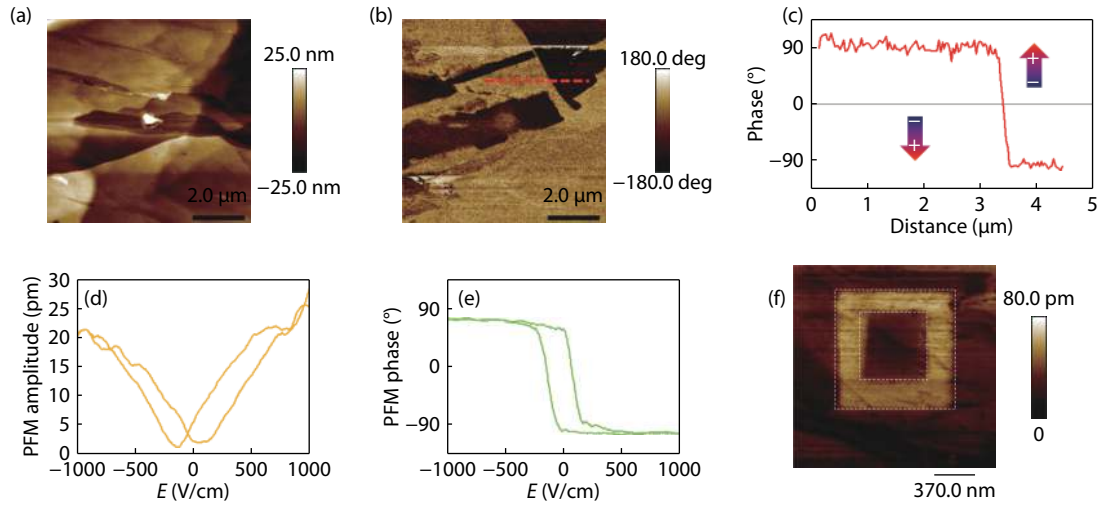 (a)
25.0 nm
−25.0 nm
2.0 μm
(b)
180.0 deg
−180.0 deg
2.0 μm
(c)
Phase (°)
90
0
−90
+
−
−
+
0
1
2
3
4
5
Distance (μm)
(d)
PFM amplitude (pm)
30
25
20
15
10
5
0
−1000
−500
0
500
1000
E (V/cm)
(e)
PFM phase (°)
90
0
−90
−1000
−500
0
500
1000
E (V/cm)
(f)
80.0 pm
0
370.0 nm